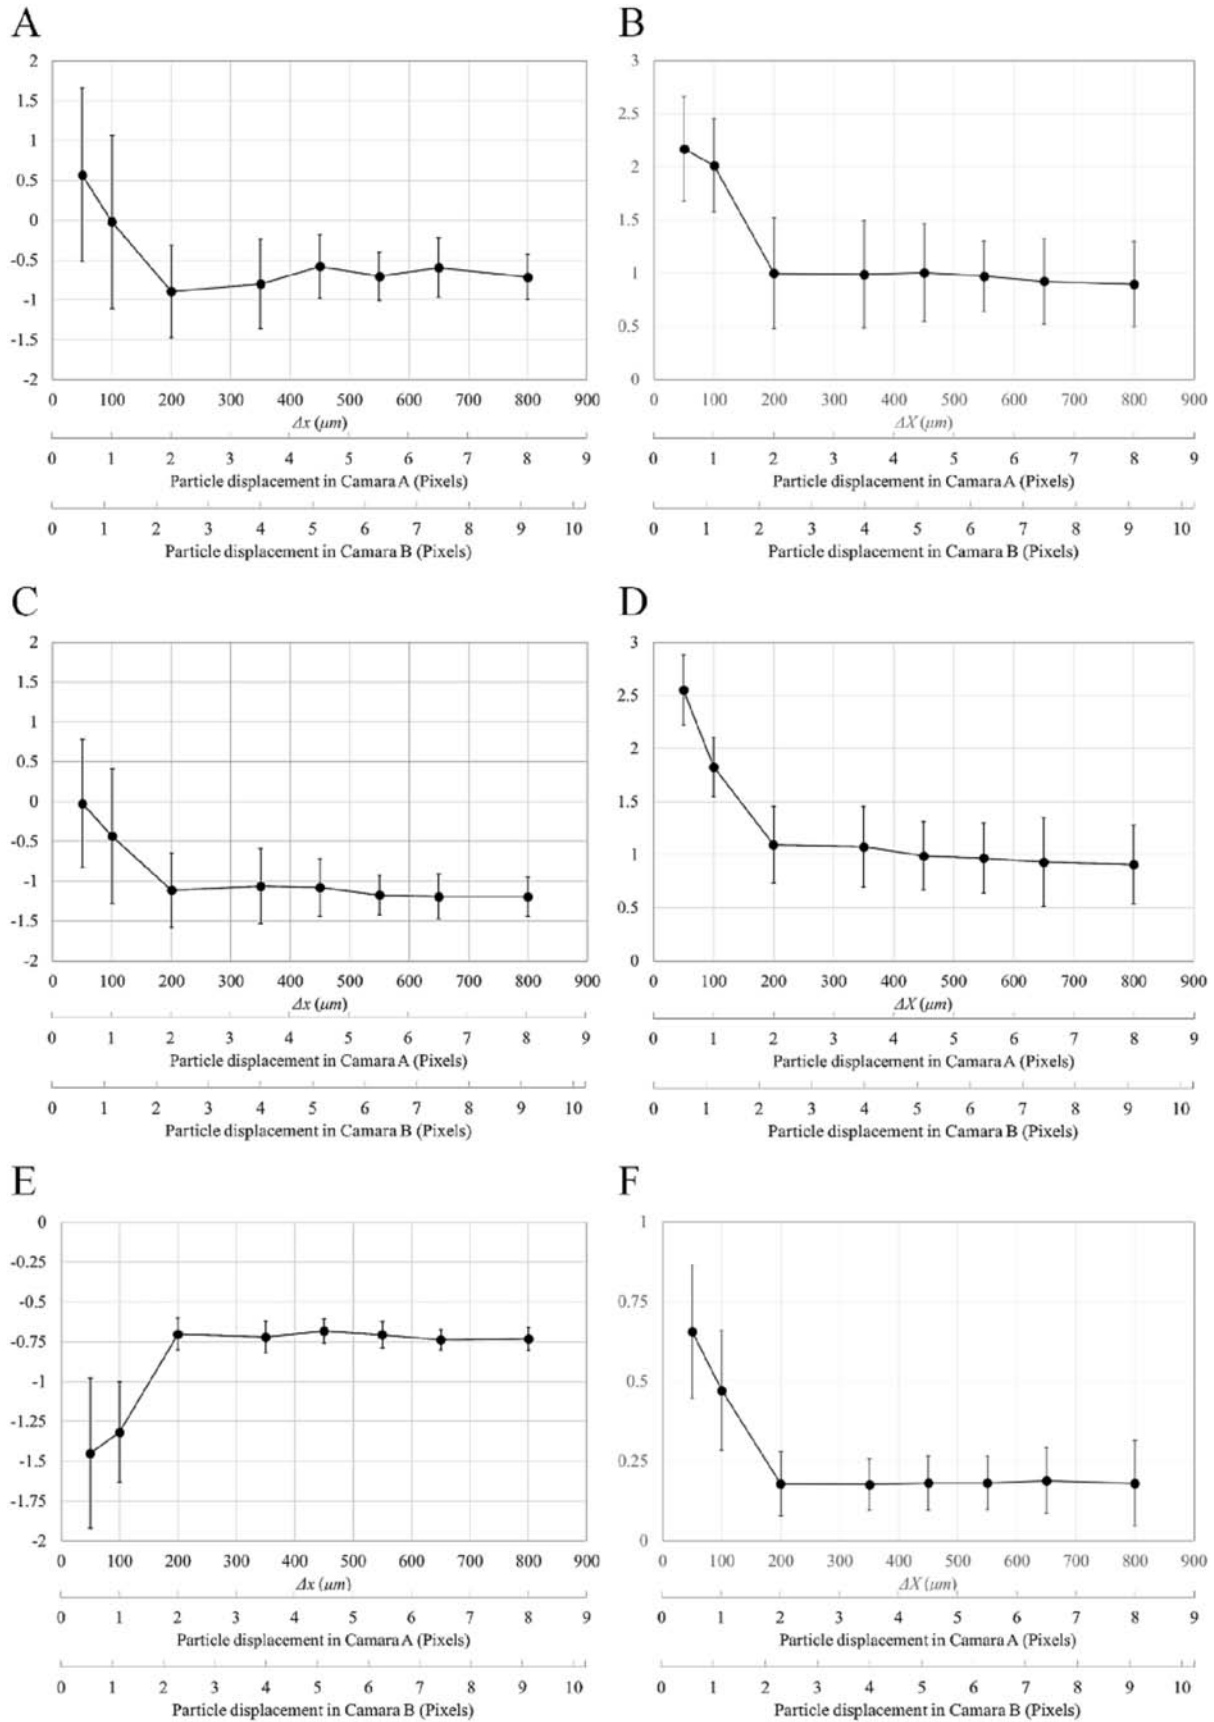 A
2
1.5
1
0.5
0
-0.5
-1
-1.5
-2
0 100 200 300 400 500 600 700 800 900
Δx (μm)
0 1 2 3 4 5 6 7 8 9
Particle displacement in Camara A (Pixels)
0 1 2 3 4 5 6 7 8 9 10
Particle displacement in Camara B (Pixels)
B
3
2.5
2
1.5
1
0.5
0
0 100 200 300 400 500 600 700 800 900
ΔX (μm)
0 1 2 3 4 5 6 7 8 9
Particle displacement in Camara A (Pixels)
0 1 2 3 4 5 6 7 8 9 10
Particle displacement in Camara B (Pixels)
C
2
1.5
1
0.5
0
-0.5
-1
-1.5
-2
0 100 200 300 400 500 600 700 800 900
Δx (μm)
0 1 2 3 4 5 6 7 8 9
Particle displacement in Camara A (Pixels)
0 1 2 3 4 5 6 7 8 9 10
Particle displacement in Camara B (Pixels)
D
3
2.5
2
1.5
1
0.5
0
0 100 200 300 400 500 600 700 800 900
ΔX (μm)
0 1 2 3 4 5 6 7 8 9
Particle displacement in Camara A (Pixels)
0 1 2 3 4 5 6 7 8 9 10
Particle displacement in Camara B (Pixels)
E
0
-0.25
-0.5
-0.75
-1
-1.25
-1.5
-1.75
-2
0 100 200 300 400 500 600 700 800 900
Δx (μm)
0 1 2 3 4 5 6 7 8 9
Particle displacement in Camara A (Pixels)
0 1 2 3 4 5 6 7 8 9 10
Particle displacement in Camara B (Pixels)
F
1
0.75
0.5
0.25
0
0 100 200 300 400 500 600 700 800 900
ΔX (μm)
0 1 2 3 4 5 6 7 8 9
Particle displacement in Camara A (Pixels)
0 1 2 3 4 5 6 7 8 9 10
Particle displacement in Camara B (Pixels)